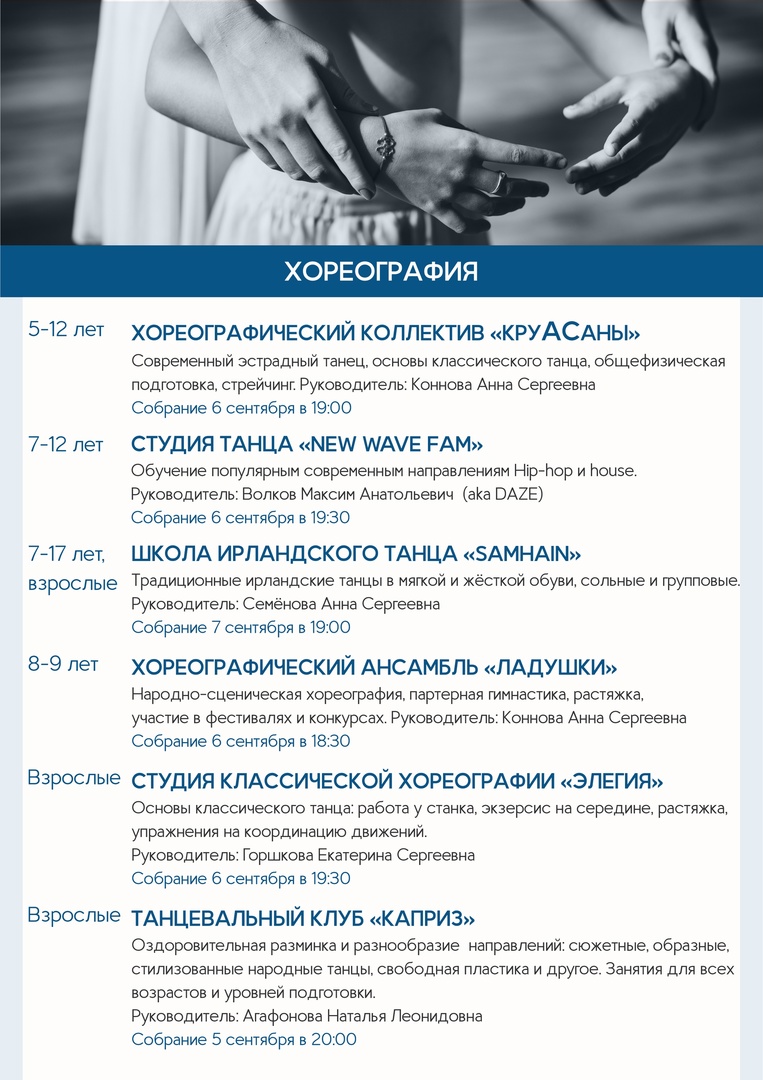 ХОРЕОГРАФИЯ
5-12 лет
ХОРЕОГРАФИЧЕСКИЙ КОЛЛЕКТИВ «КРУАСАНЫ»
Современный эстрадный танец, основы классического танца, общефизическая
подготовка, стрейчинг. Руководитель: Коннова Анна Сергеевна
Собрание 6 сентября в 19:00
7-12 лет
СТУДИЯ ТАНЦА «NEW WAVE FAM»
Обучение популярным современным направлениям Hip-hop и house.
Руководитель: Волков Максим Анатольевич (aka DAZE)
Собрание 6 сентября в 19:30
7-17 лет,
взрослые
ШКОЛА ИРЛАНДСКОГО ТАНЦА «SAMHAIN»
Традиционные ирландские танцы в мягкой и жёсткой обуви, сольные и групповые.
Руководитель: Семёнова Анна Сергеевна
Собрание 7 сентября в 19:00
8-9 лет
ХОРЕОГРАФИЧЕСКИЙ АНСАМБЛЬ «ЛАДУШКИ»
Народно-сценическая хореография, партерная гимнастика, растяжка,
участие в фестивалях и конкурсах. Руководитель: Коннова Анна Сергеевна
Собрание 6 сентября в 18:30
Взрослые
СТУДИЯ КЛАССИЧЕСКОЙ ХОРЕОГРАФИИ «ЭЛЕГИЯ»
Основы классического танца: работа у станка, экзерсис на середине, растяжка,
упражнения на координацию движений.
Руководитель: Горшкова Екатерина Сергеевна
Собрание 6 сентября в 19:30
Взрослые
ТАНЦЕВАЛЬНЫЙ КЛУБ «КАПРИЗ»
Оздоровительная разминка и разнообразие направлений: сюжетные, образные,
стилизованные народные танцы, свободная пластика и другое. Занятия для всех
возрастов и уровней подготовки.
Руководитель: Агафонова Наталья Леонидовна
Собрание 5 сентября в 20:00